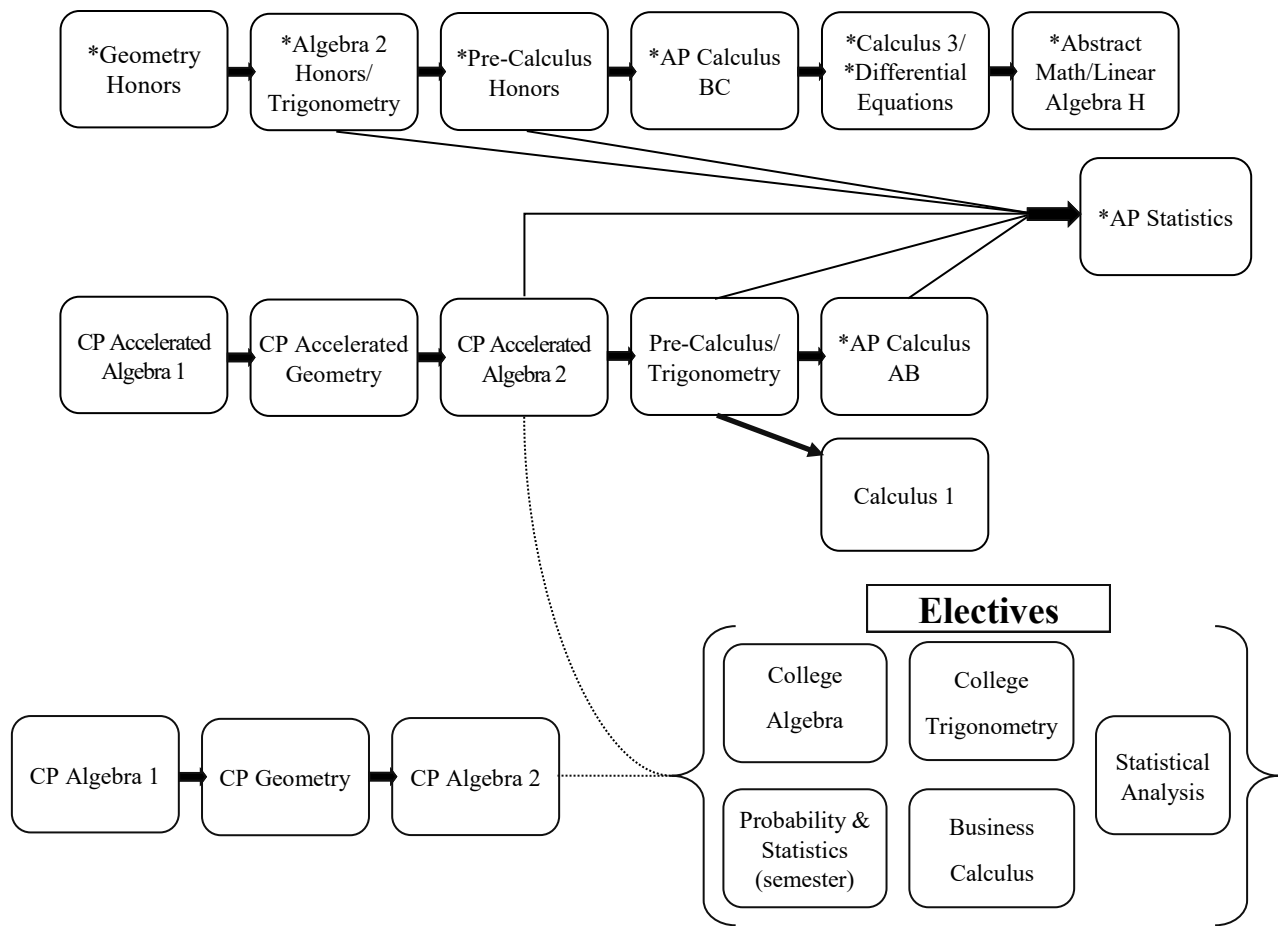 *Geometry
Honors
*Algebra 2
Honors/
Trigonometry
*Pre-Calculus
Honors
*AP Calculus
BC
*Calculus 3/
*Differential
Equations
*Abstract
Math/Linear
Algebra H
*AP Statistics
CP Accelerated
Algebra 1
CP Accelerated
Geometry
CP Accelerated
Algebra 2
Pre-Calculus/
Trigonometry
*AP Calculus
AB
Calculus 1
Electives
College
Algebra
College
Trigonometry
CP Algebra 1
CP Geometry
CP Algebra 2
Statistical
Analysis
Probability &
Statistics
(semester)
Business
Calculus